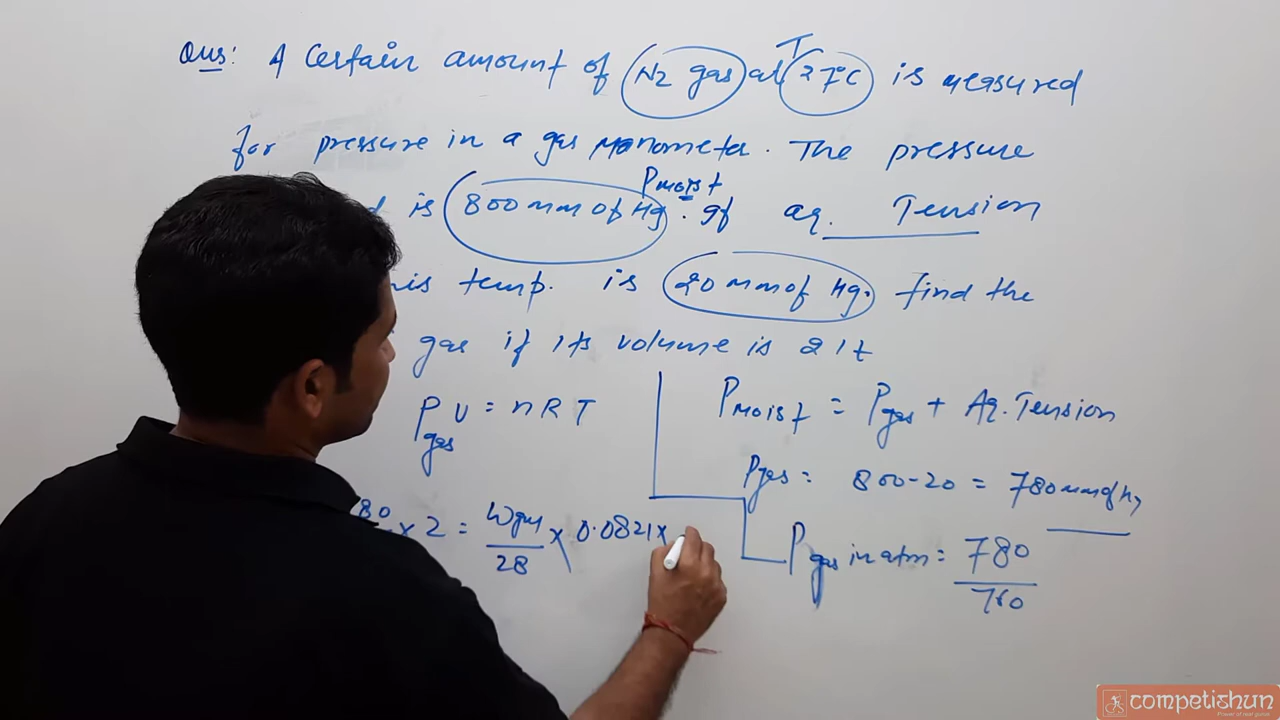 Ques: A Certain amount of N2 gas at 27°C is measured
T
for pressure in a gas manometer. The pressure
is 800 mm of Hg. If aq. Tension
Pmoist
temp. is 20 mm of Hg. find the
gas if its volume is 2 lt
Pgas V = nRT
Pmoist = Pgas + Aq. Tension
Pgas = 800-20 = 780 mm of Hg
80 × 2 = Wgm/28 × 0.0821 ×
Pgas in atm = 780/760
competishun